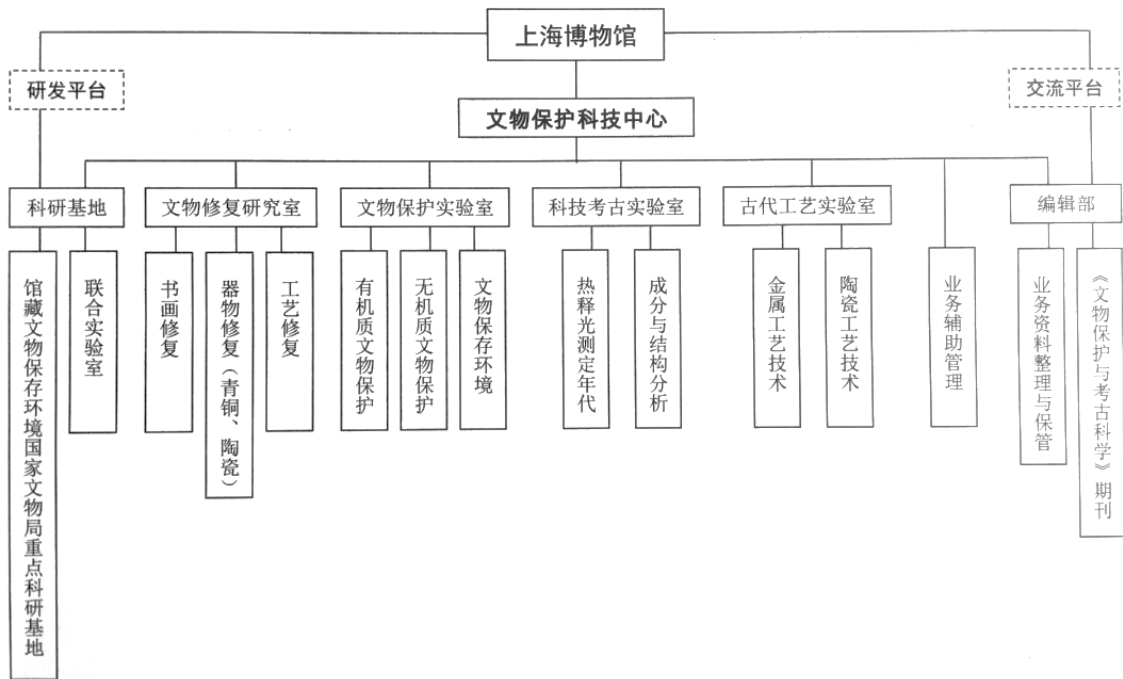 上海博物馆
研发平台
交流平台
文物保护科技中心
科研基地
文物修复研究室
文物保护实验室
科技考古实验室
古代工艺实验室
编辑部
馆藏文物保存环境国家文物局重点科研基地
联合实验室
书画修复
器物修复（青铜、陶瓷）
工艺修复
有机质文物保护
无机质文物保护
文物保存环境
热释光测定年代
成分与结构分析
金属工艺技术
陶瓷工艺技术
业务辅助管理
业务资料整理与保管
《文物保护与考古科学》期刊